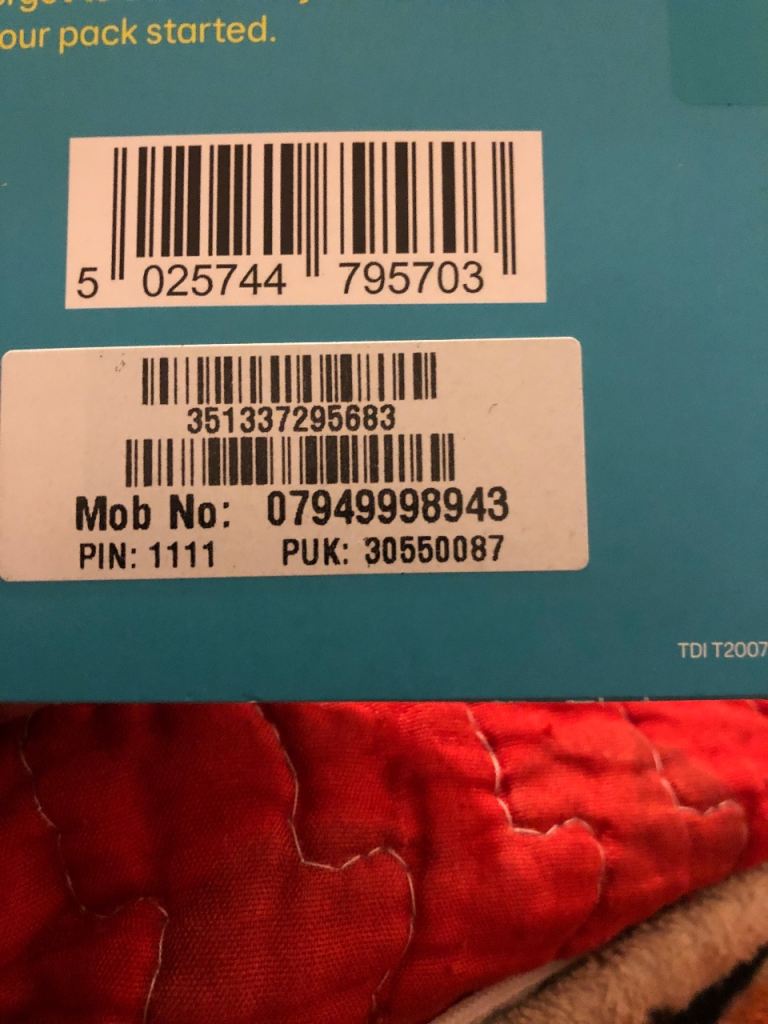 our pack started.
5 025744 795703
351337295683
Mob No: 07949998943
PIN: 1111 PUK: 30550087
TDI T2007